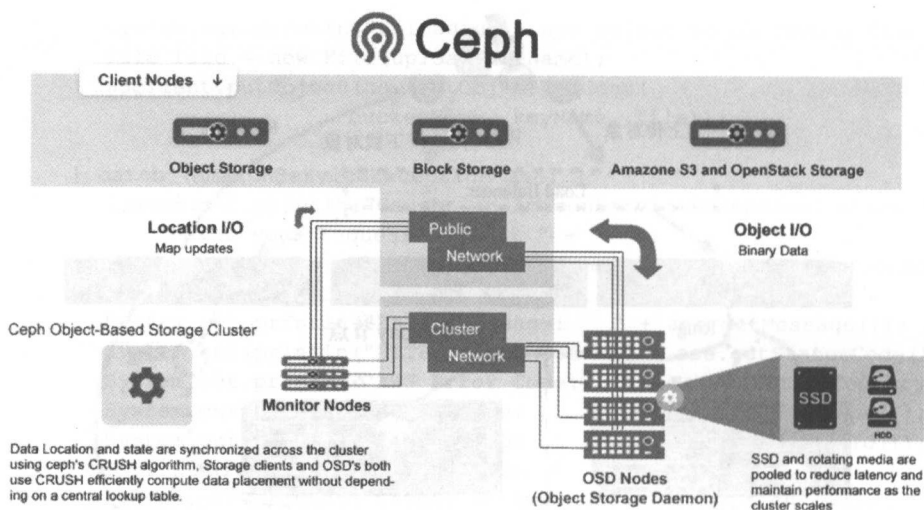 Ceph
Client Nodes ↓
Object Storage
Block Storage
Amazone S3 and OpenStack Storage
Location I/O
Map updates
Public
Network
Object I/O
Binary Data
Ceph Object-Based Storage Cluster
Cluster
Network
Monitor Nodes
SSD
HDD
Data Location and state are synchronized across the cluster
using ceph's CRUSH algorithm, Storage clients and OSD's both
use CRUSH efficiently compute data placement without depend-
ing on a central lookup table.
OSD Nodes
(Object Storage Daemon)
SSD and rotating media are
pooled to reduce latency and
maintain performance as the
cluster scales